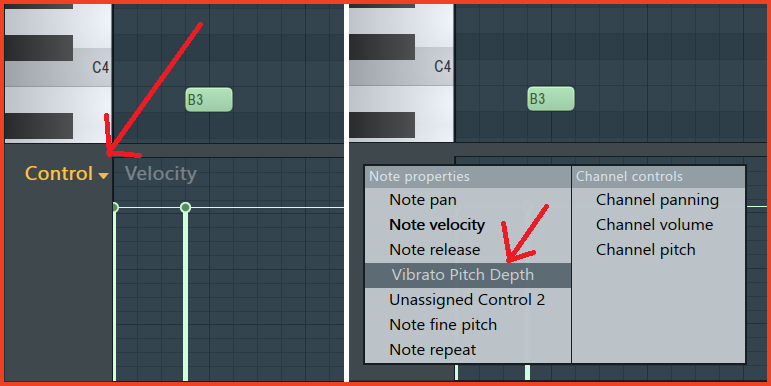 C4
B3
Control
Velocity
C4
B3
Note properties
Note pan
Note velocity
Note release
Vibrato Pitch Depth
Unassigned Control 2
Note fine pitch
Note repeat
Channel controls
Channel panning
Channel volume
Channel pitch